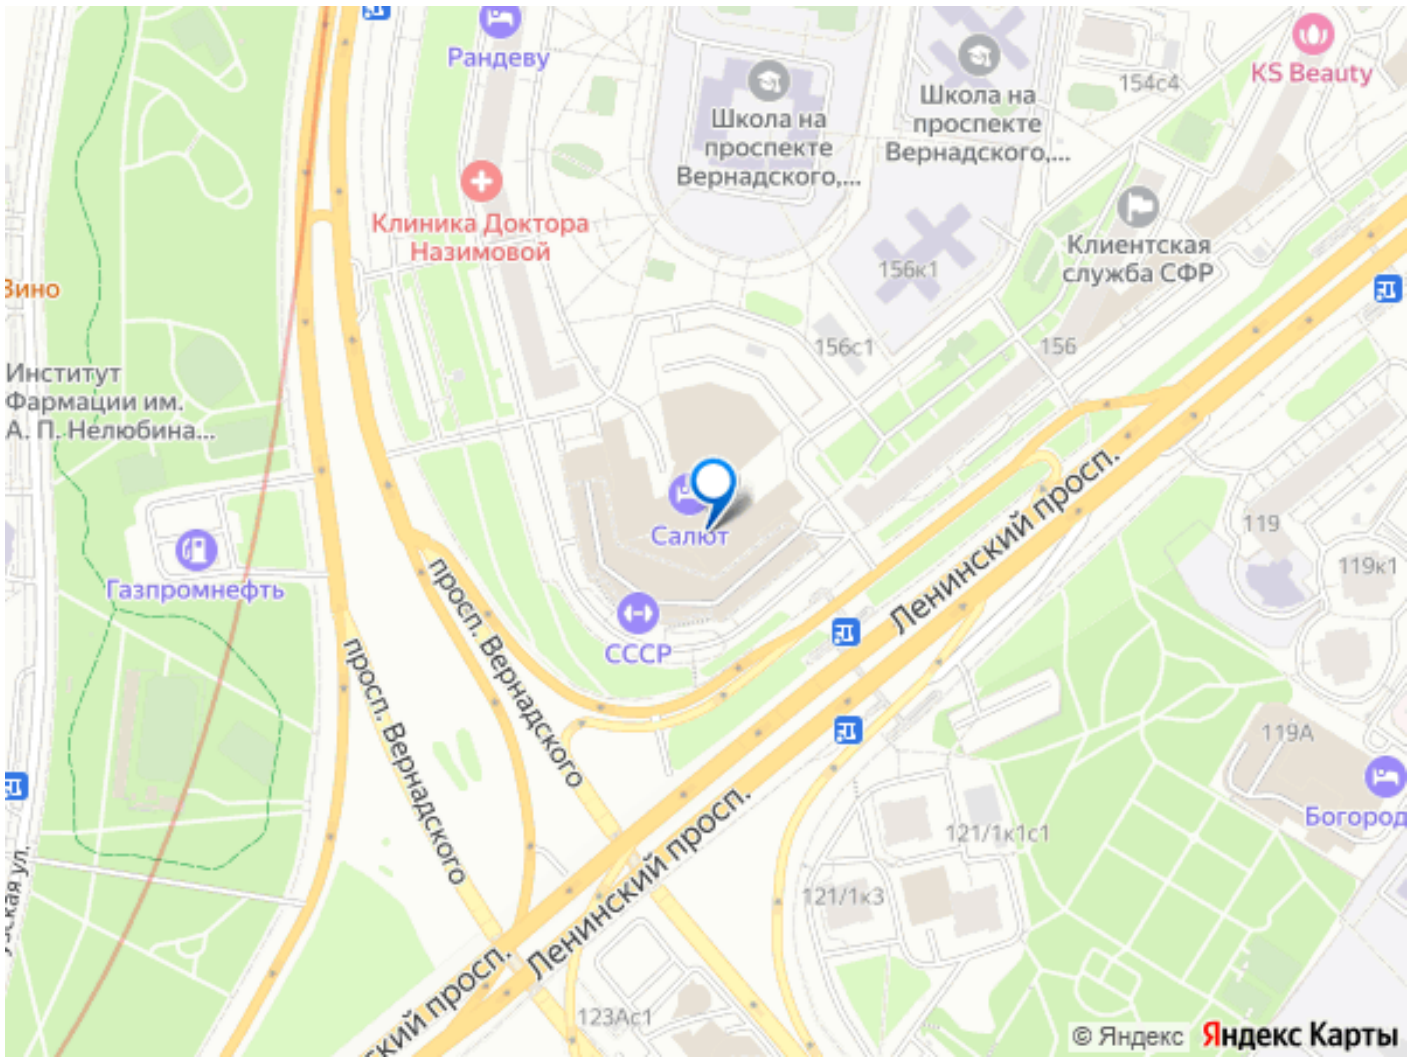 Рандеву
Школа на
проспекте
Вернадского,...
Школа на
проспекте
Вернадского,...
154с4
KS Beauty
Клиника Доктора
Назимовой
Клиентская
служба СФР
156к1
Вино
156с1
156
Институт
Фармации им.
А. П. Нелюбина...
Салют
Ленинский просп.
119
119к1
Газпромнефть
просп. Вернадского
СССР
просп. Вернадского
119А
Богород
Ленинский просп.
121/1к1с1
121/1к3
ский просп.
123Ас1
© Яндекс Яндекс Карты